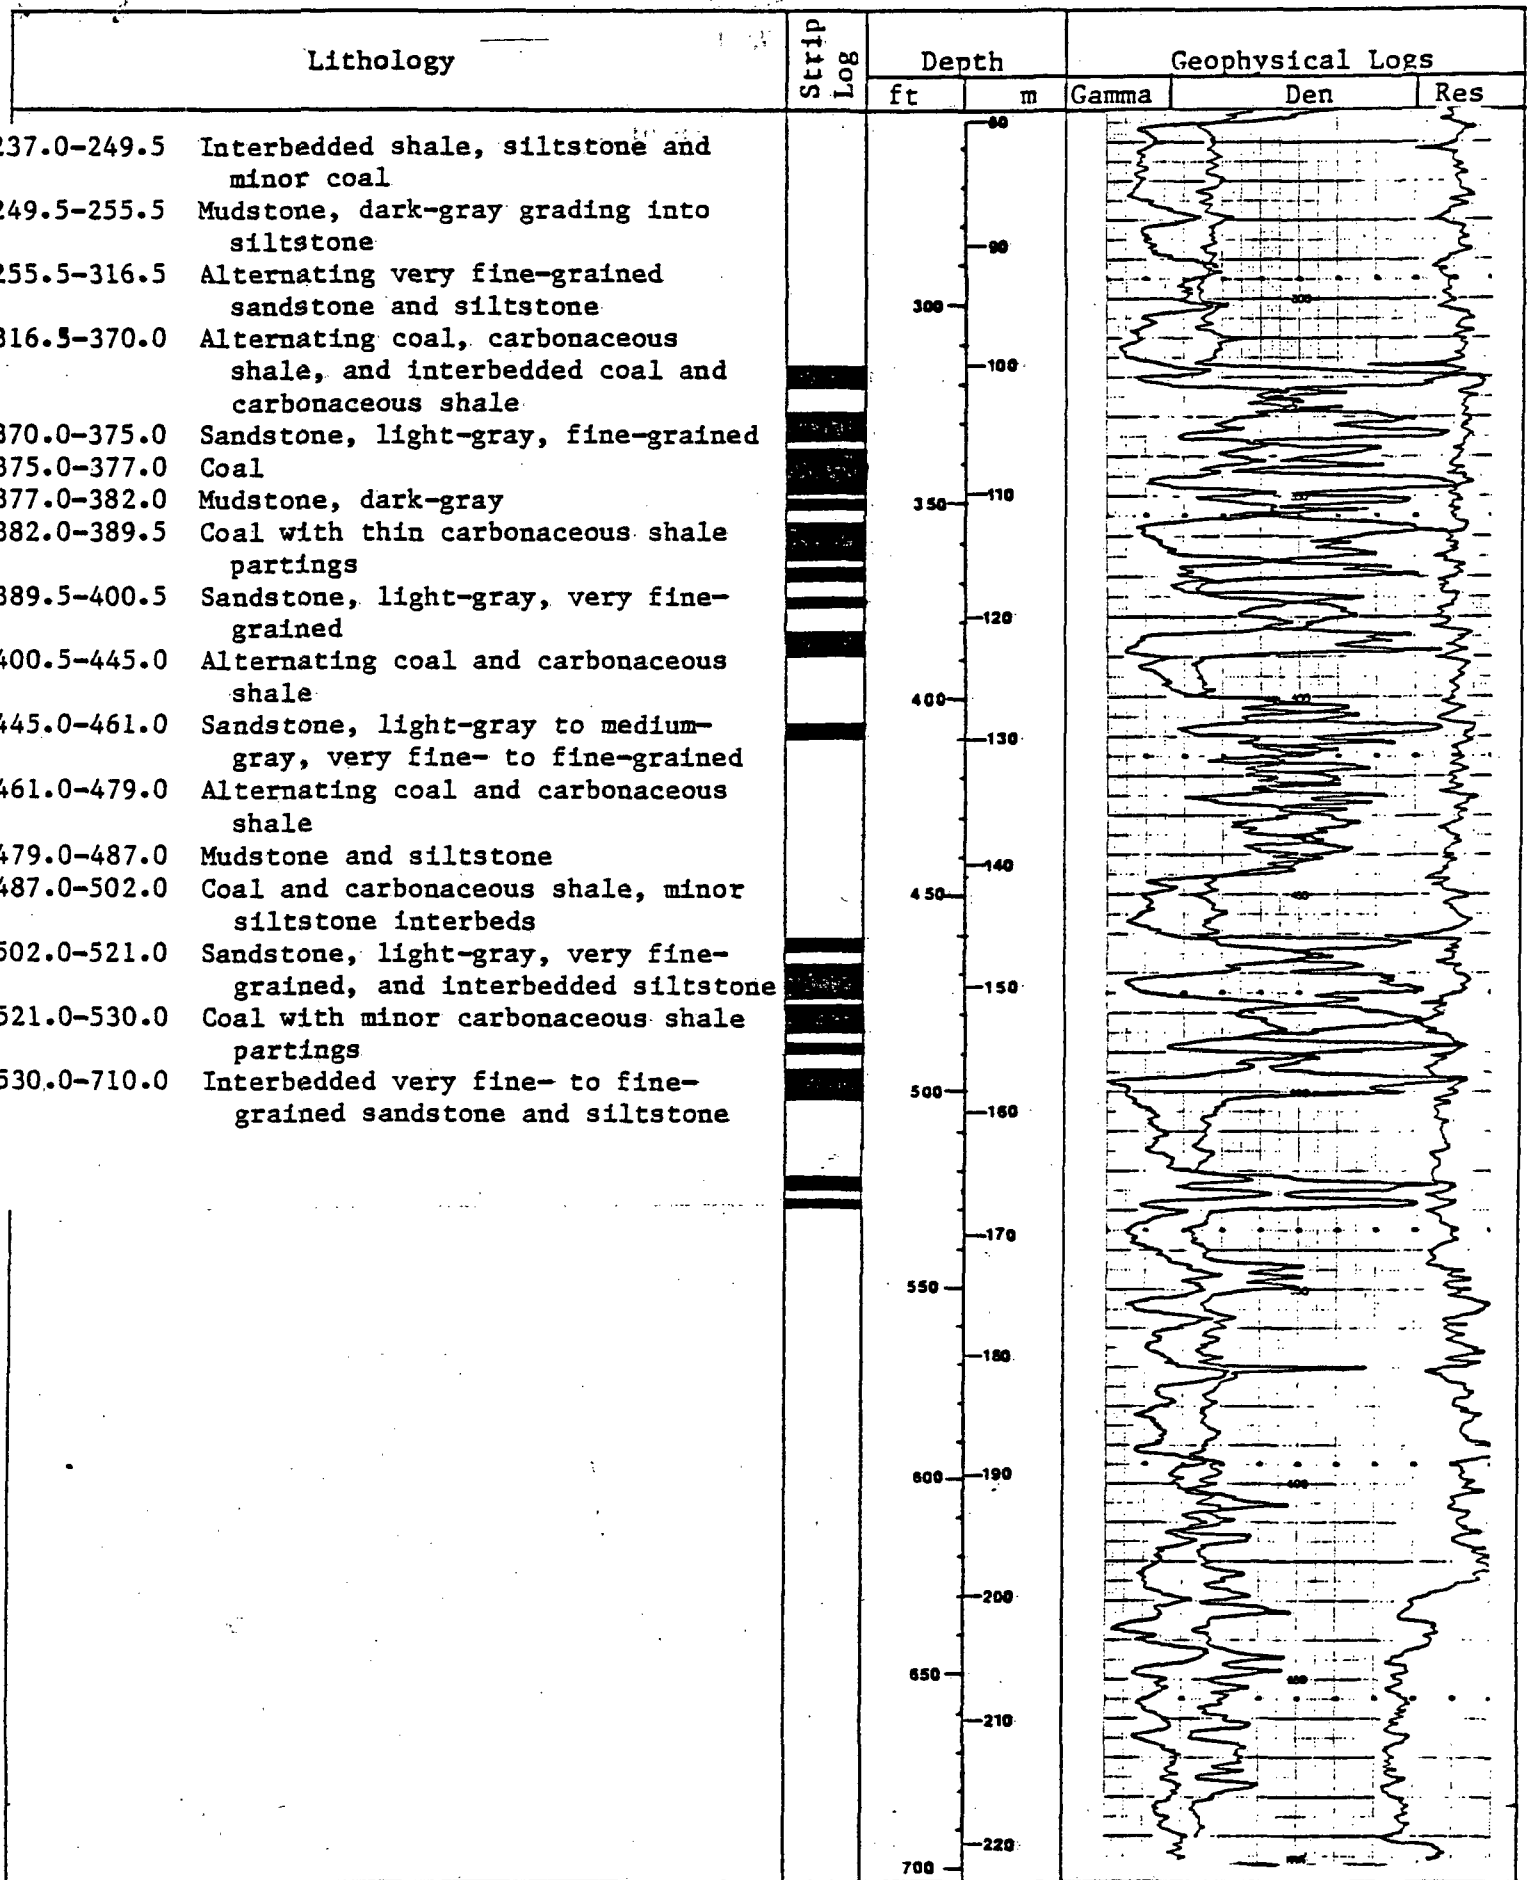 Lithology
Strip Log
Depth
Geophysical Logs
ft
m
Gamma
Den
Res
237.0-249.5 Interbedded shale, siltstone and
minor coal
249.5-255.5 Mudstone, dark-gray grading into
siltstone
255.5-316.5 Alternating very fine-grained
sandstone and siltstone
316.5-370.0 Alternating coal, carbonaceous
shale, and interbedded coal and
carbonaceous shale
370.0-375.0 Sandstone, light-gray, fine-grained
375.0-377.0 Coal
377.0-382.0 Mudstone, dark-gray
382.0-389.5 Coal with thin carbonaceous shale
partings
389.5-400.5 Sandstone, light-gray, very fine-
grained
400.5-445.0 Alternating coal and carbonaceous
shale
445.0-461.0 Sandstone, light-gray to medium-
gray, very fine- to fine-grained
461.0-479.0 Alternating coal and carbonaceous
shale
479.0-487.0 Mudstone and siltstone
487.0-502.0 Coal and carbonaceous shale, minor
siltstone interbeds
502.0-521.0 Sandstone, light-gray, very fine-
grained, and interbedded siltstone
521.0-530.0 Coal with minor carbonaceous shale
partings
530.0-710.0 Interbedded very fine- to fine-
grained sandstone and siltstone
300
350
400
450
500
550
600
650
700
80
90
100
110
120
130
140
150
160
170
180
190
200
210
220
300
350
400
450
600
650